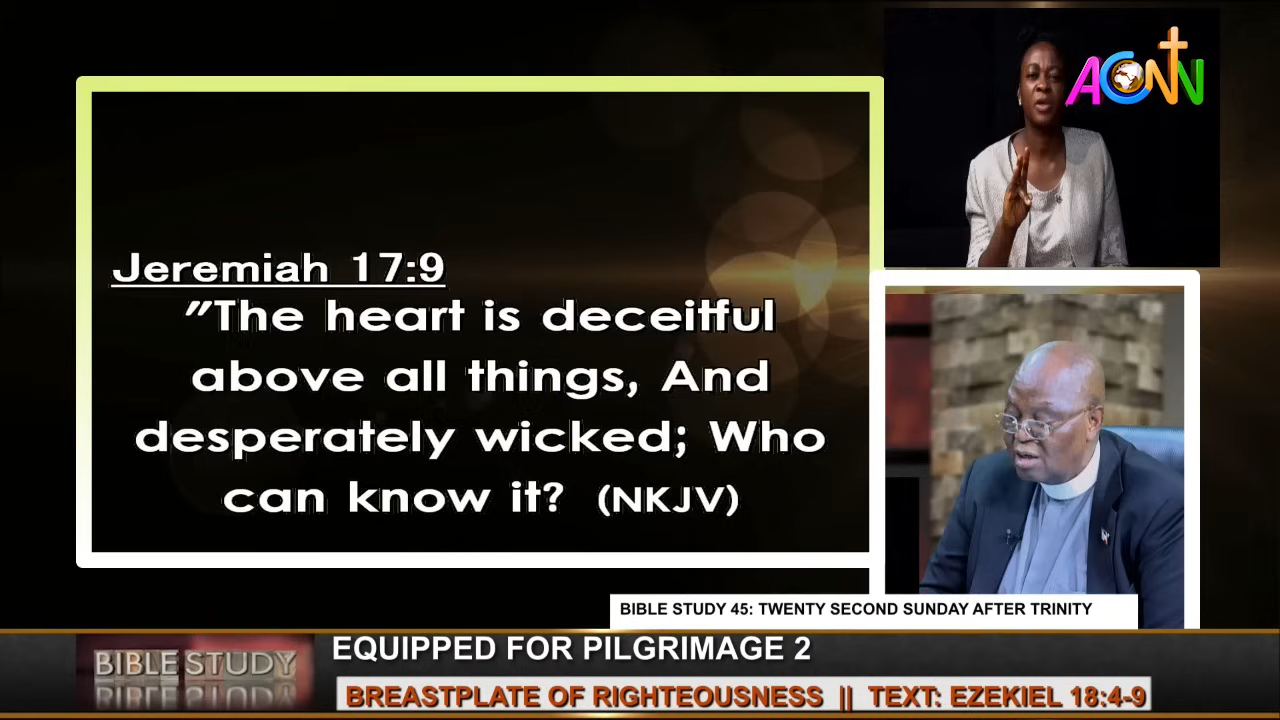 ACNN
Jeremiah 17:9
"The heart is deceitful
above all things, And
desperately wicked; Who
can know it? (NKJV)
BIBLE STUDY 45: TWENTY SECOND SUNDAY AFTER TRINITY
BIBLE STUDY
EQUIPPED FOR PILGRIMAGE 2
BREASTPLATE OF RIGHTEOUSNESS || TEXT: EZEKIEL 18:4-9